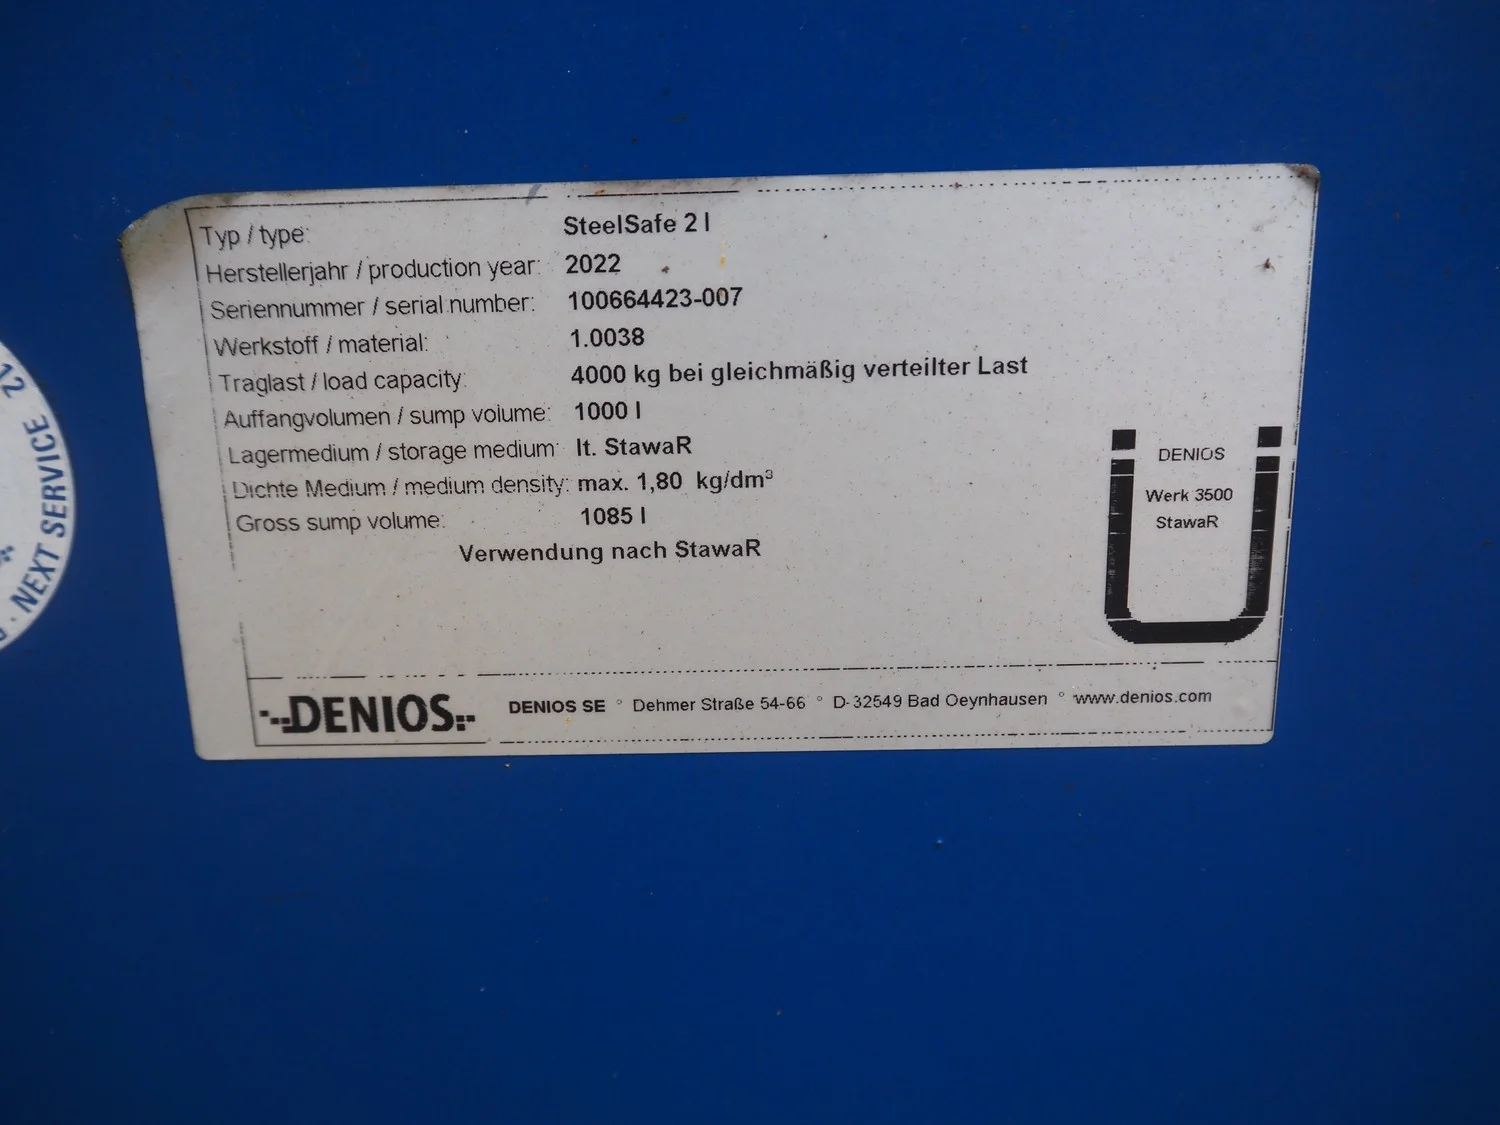 Typ / type: SteelSafe 2 I
Herstellerjahr / production year: 2022
Seriennummer / serial number: 100664423-007
Werkstoff / material: 1.0038
Traglast / load capacity: 4000 kg bei gleichmäßig verteilter Last
Auffangvolumen / sump volume: 1000 l
Lagermedium / storage medium: lt. StawaR
Dichte Medium / medium density: max. 1,80 kg/dm³
Gross sump volume: 1085 l
Verwendung nach StawaR
DENIOS
Werk 3500
StawaR
DENIOS
DENIOS SE ° Dehmer Straße 54-66 ° D-32549 Bad Oeynhausen ° www.denios.com
12
NEXT SERVICE